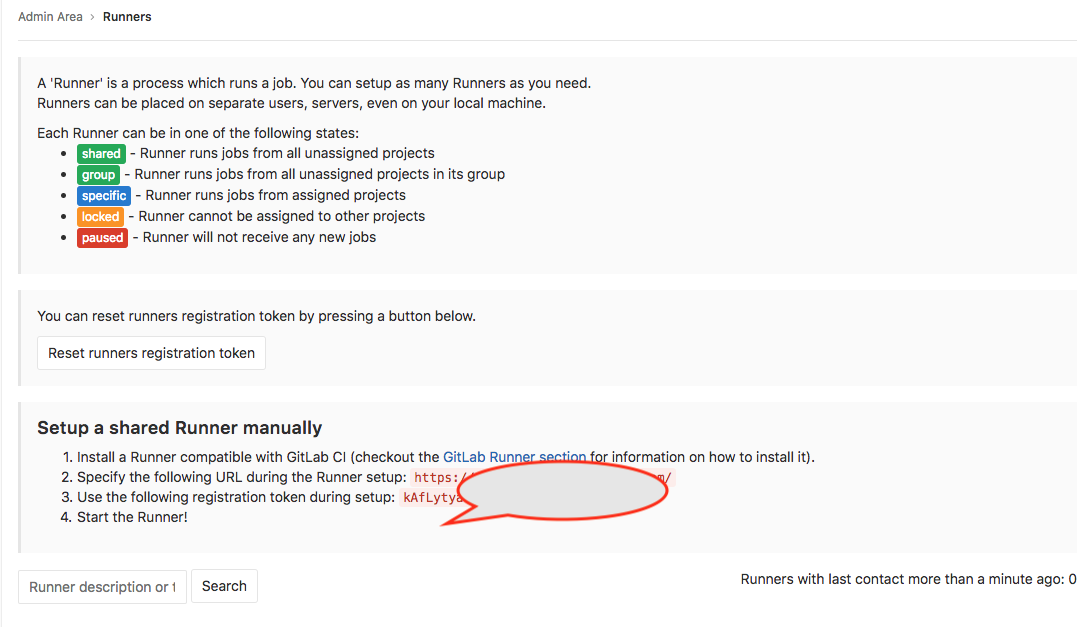 Admin Area › Runners
A 'Runner' is a process which runs a job. You can setup as many Runners as you need.
Runners can be placed on separate users, servers, even on your local machine.
Each Runner can be in one of the following states:
• shared - Runner runs jobs from all unassigned projects
• group - Runner runs jobs from all unassigned projects in its group
• specific - Runner runs jobs from assigned projects
• locked - Runner cannot be assigned to other projects
• paused - Runner will not receive any new jobs
You can reset runners registration token by pressing a button below.
Reset runners registration token
Setup a shared Runner manually
1. Install a Runner compatible with GitLab CI (checkout the GitLab Runner section for information on how to install it).
2. Specify the following URL during the Runner setup: https:/
3. Use the following registration token during setup: kAfLytya
4. Start the Runner!
Runner description or t
Search
Runners with last contact more than a minute ago: 0